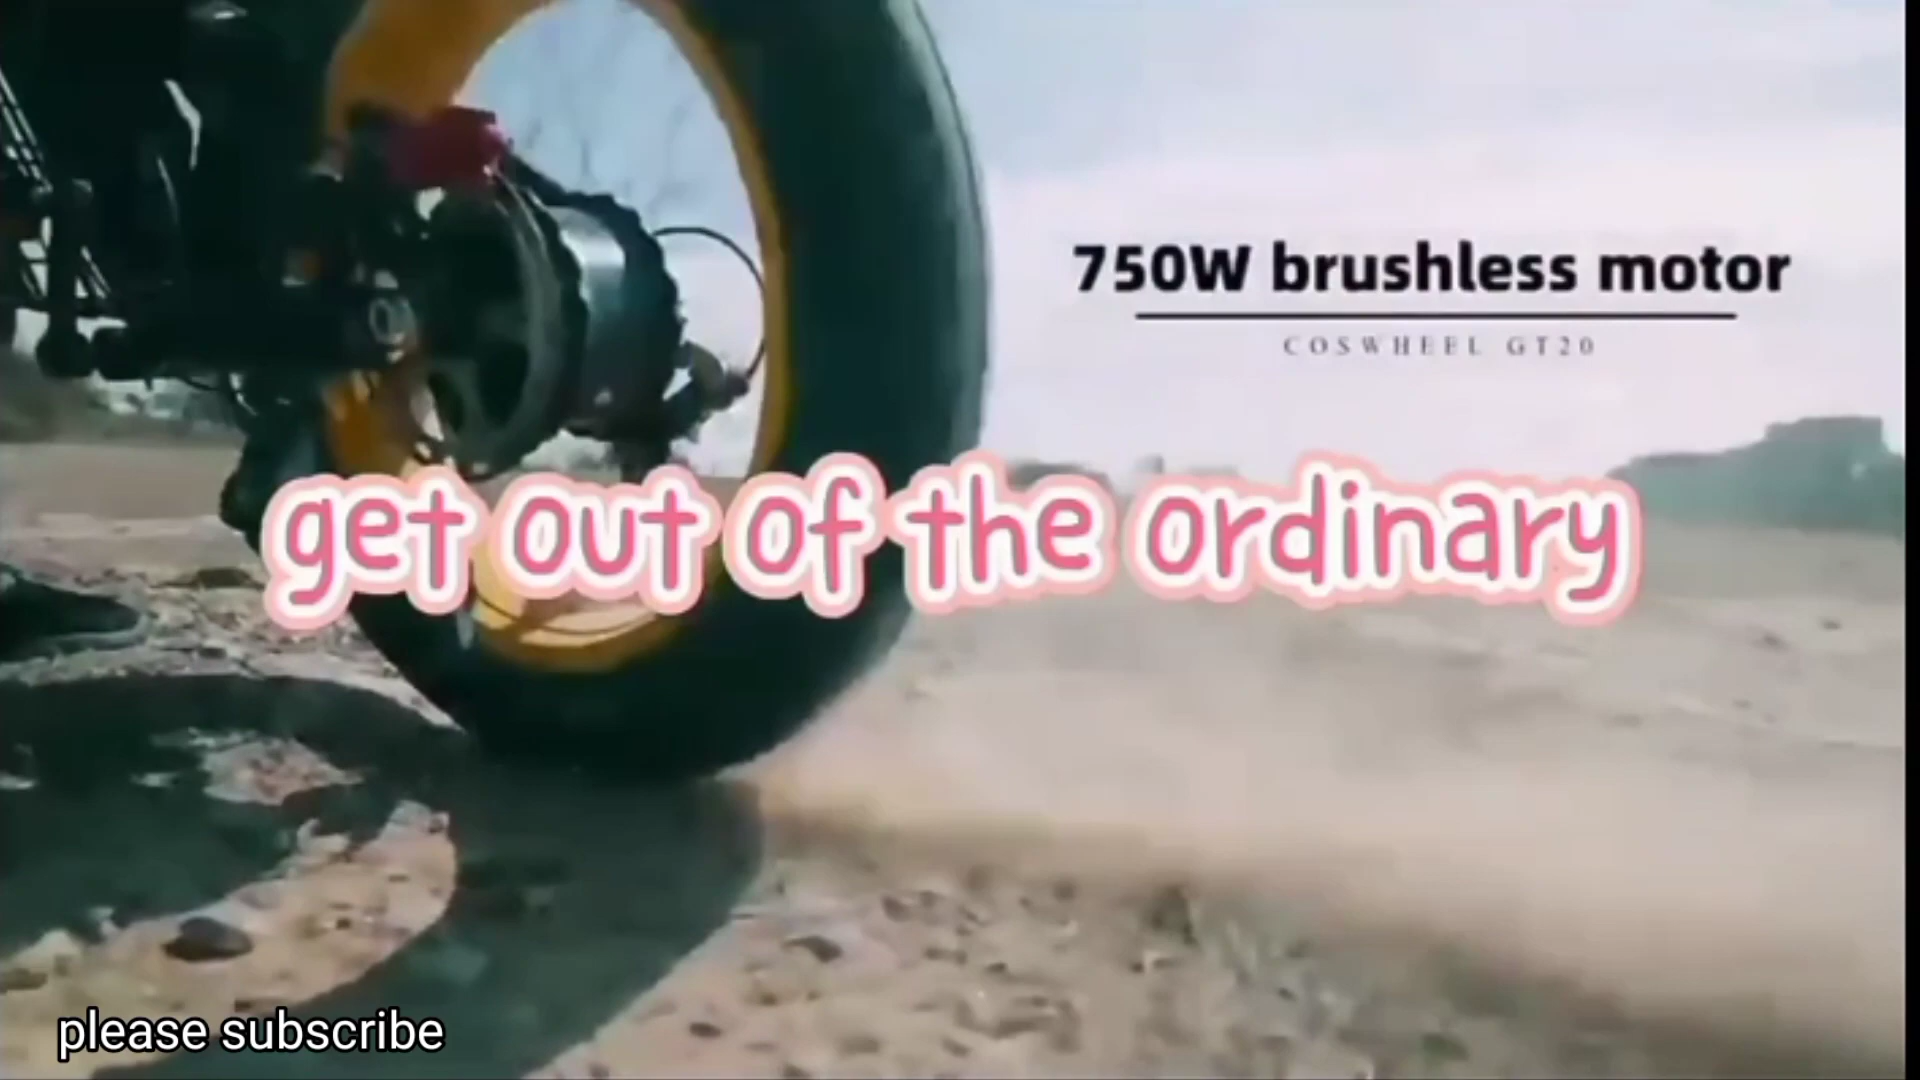 750W brushless motor
COSWHEEL GT20
get out of the ordinary
please subscribe